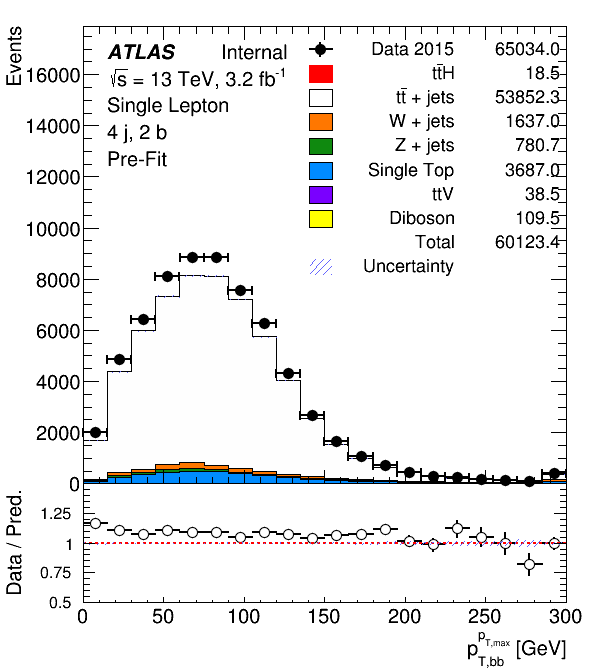 Events
ATLAS Internal
√s = 13 TeV, 3.2 fb⁻¹
Single Lepton
4 j, 2 b
Pre-Fit
Data 2015 65034.0
tt̄H 18.5
tt̄ + jets 53852.3
W + jets 1637.0
Z + jets 780.7
Single Top 3687.0
ttV 38.5
Diboson 109.5
Total 60123.4
Uncertainty
16000
14000
12000
10000
8000
6000
4000
2000
0
Data / Pred.
1.25
1
0.75
0.5
0 50 100 150 200 250 300
p_{T,bb}^{p_{T,max}} [GeV]